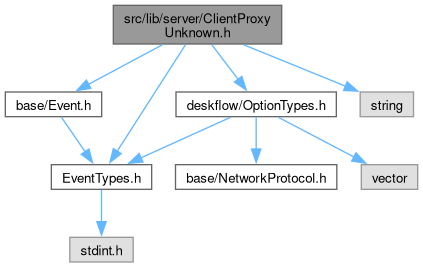 src/lib/server/ClientProxy
Unknown.h
base/Event.h
deskflow/OptionTypes.h
string
EventTypes.h
base/NetworkProtocol.h
vector
stdint.h